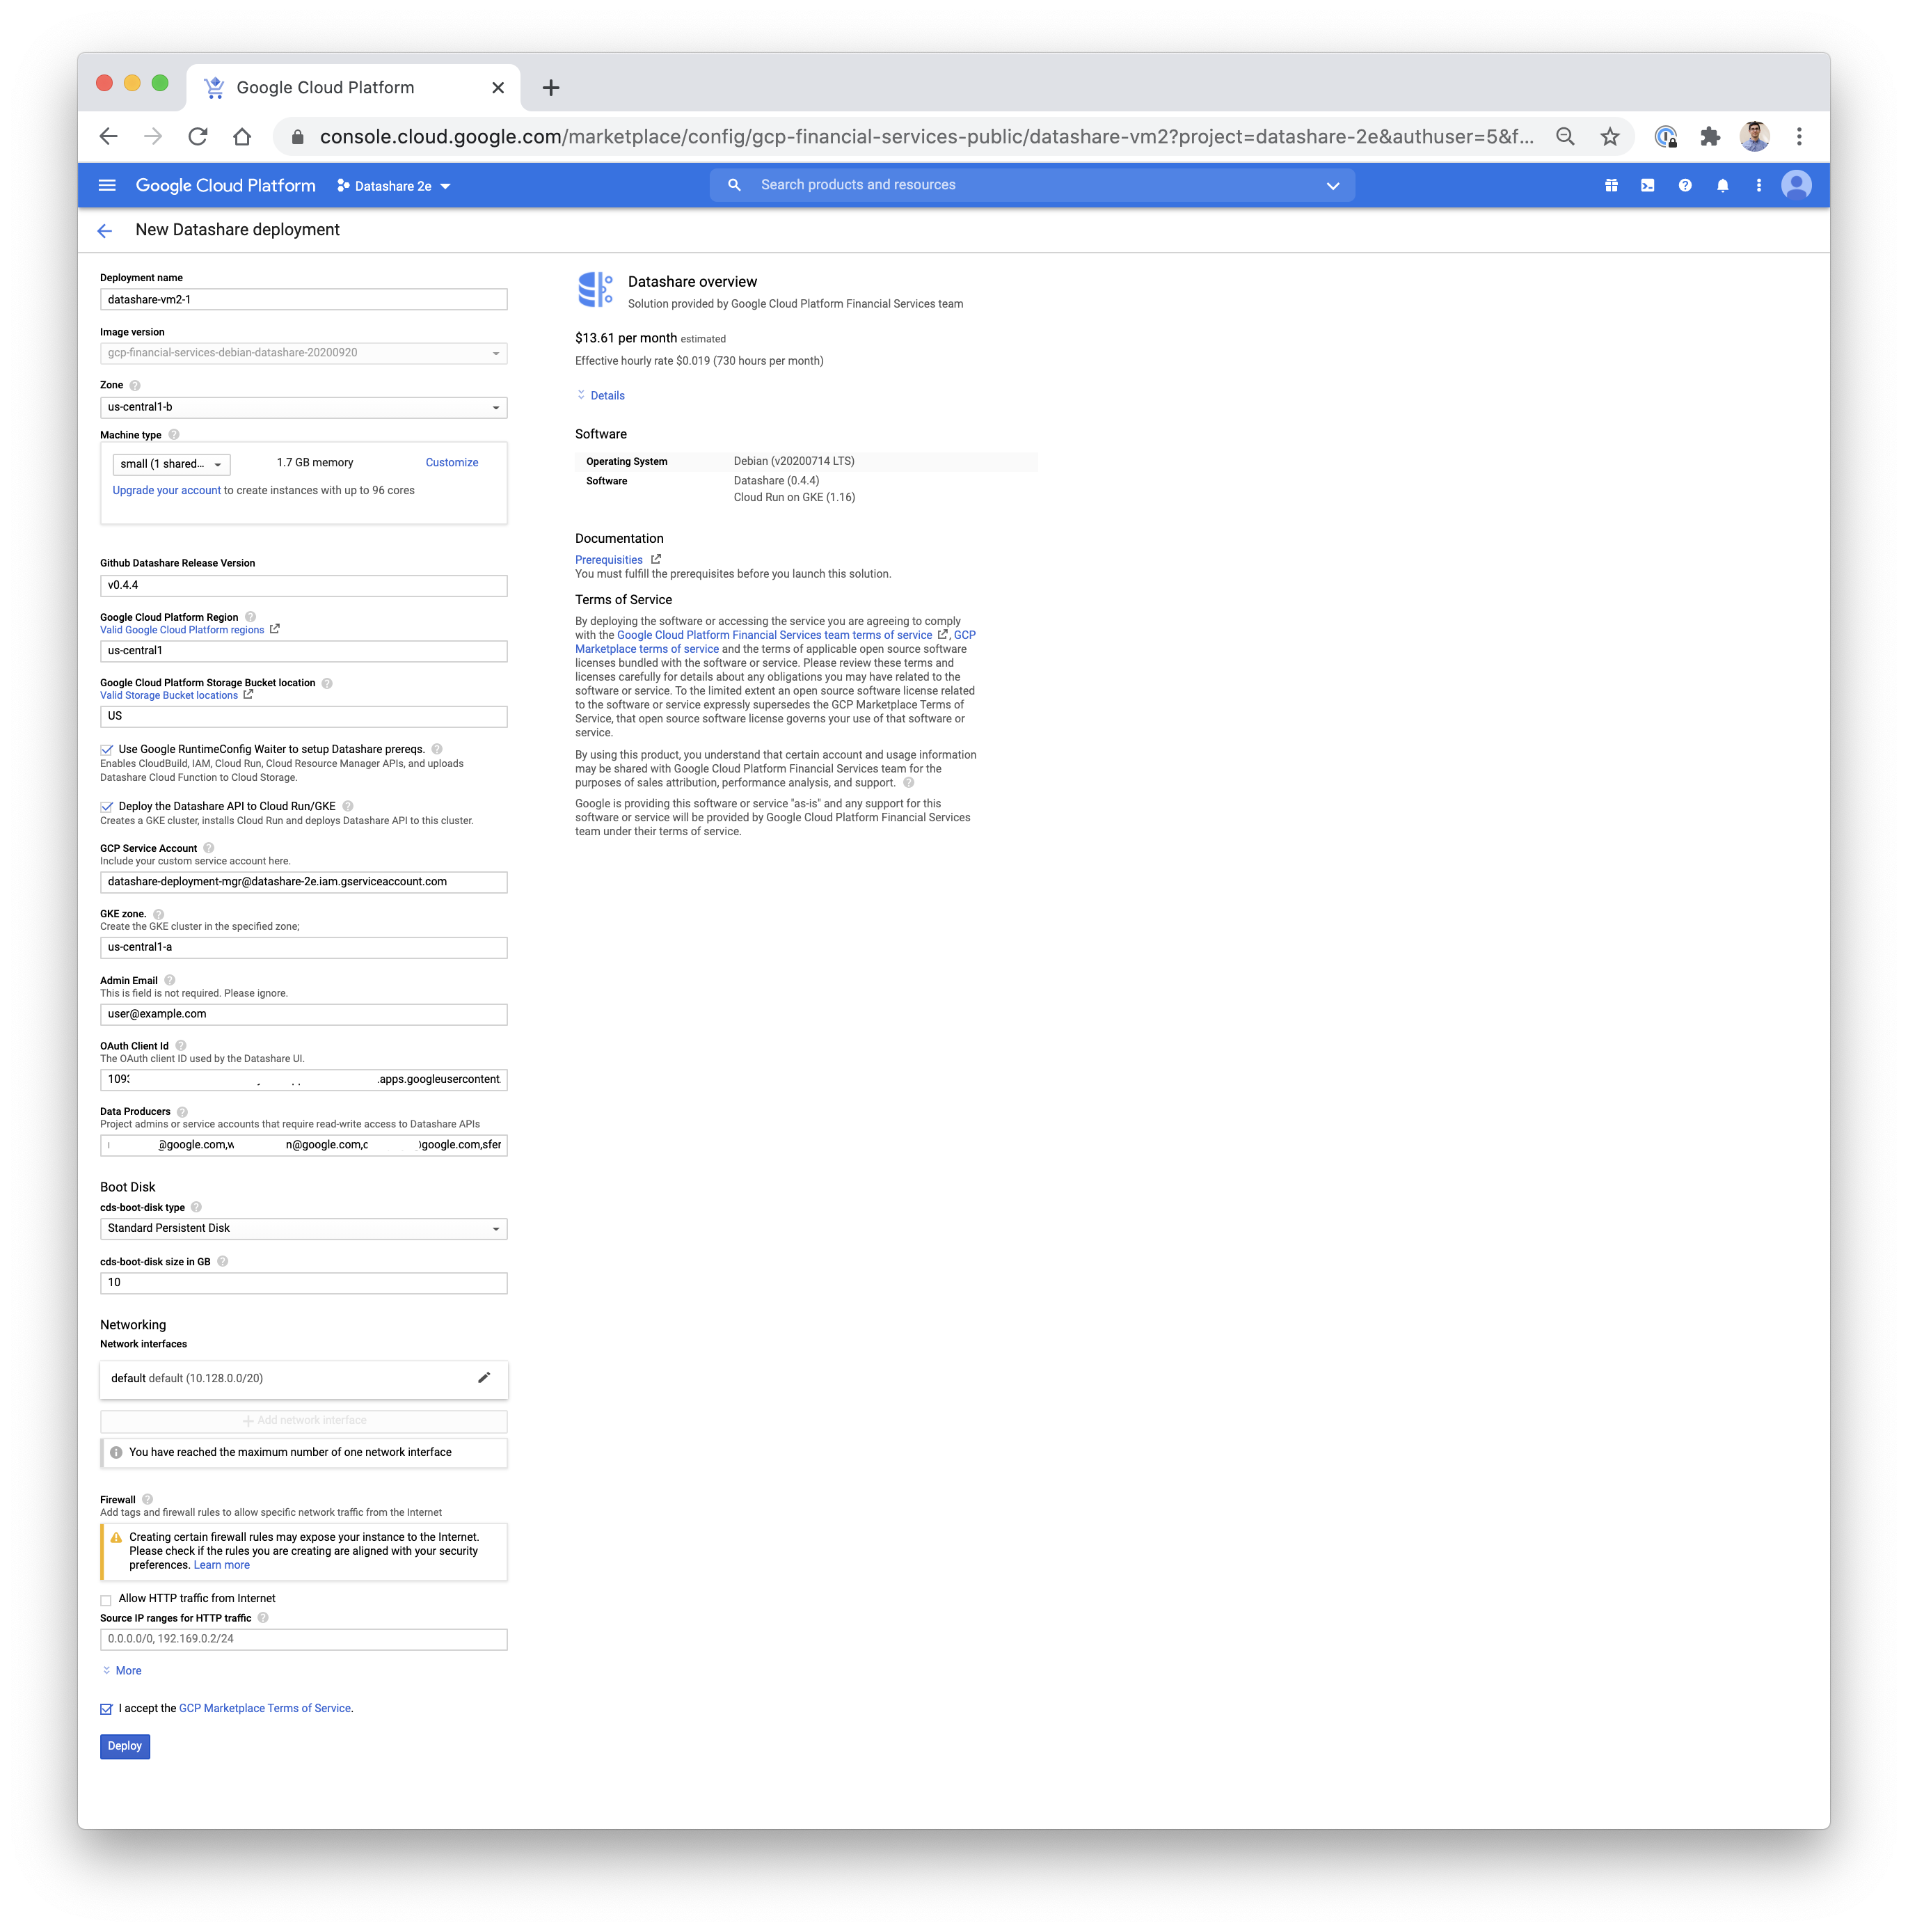 Google Cloud Platform
console.cloud.google.com/marketplace/config/gcp-financial-services-public/datashare-vm2?project=datashare-2e&authuser=5&f...
Google Cloud Platform
Datashare 2e
Search products and resources
New Datashare deployment
Deployment name
datashare-vm2-1
Image version
gcp-financial-services-debian-datashare-20200920
Zone
us-central1-b
Machine type
small (1 shared...
1.7 GB memory
Customize
Upgrade your account to create instances with up to 96 cores
Github Datashare Release Version
v0.4.4
Google Cloud Platform Region
Valid Google Cloud Platform regions
us-central1
Google Cloud Platform Storage Bucket location
Valid Storage Bucket locations
US
Use Google RuntimeConfig Waiter to setup Datashare prereqs.
Enables CloudBuild, IAM, Cloud Run, Cloud Resource Manager APIs, and uploads
Datashare Cloud Function to Cloud Storage.
Deploy the Datashare API to Cloud Run/GKE
Creates a GKE cluster, installs Cloud Run and deploys Datashare API to this cluster.
GCP Service Account
Include your custom service account here.
datashare-deployment-mgr@datashare-2e.iam.gserviceaccount.com
GKE zone.
Create the GKE cluster in the specified zone;
us-central1-a
Admin Email
This is field is not required. Please ignore.
user@example.com
OAuth Client Id
The OAuth client ID used by the Datashare UI.
.apps.googleusercontent
Data Producers
Project admins or service accounts that require read-write access to Datashare APIs
@google.com,w n@google.com,c google.com,sfer
Boot Disk
cds-boot-disk type
Standard Persistent Disk
cds-boot-disk size in GB
10
Networking
Network interfaces
default default (10.128.0.0/20)
Add network interface
You have reached the maximum number of one network interface
Firewall
Add tags and firewall rules to allow specific network traffic from the Internet
Creating certain firewall rules may expose your instance to the Internet.
Please check if the rules you are creating are aligned with your security
preferences. Learn more
Allow HTTP traffic from Internet
Source IP ranges for HTTP traffic
0.0.0.0/0, 192.169.0.2/24
More
I accept the GCP Marketplace Terms of Service.
Deploy
Datashare overview
Solution provided by Google Cloud Platform Financial Services team
$13.61 per month estimated
Effective hourly rate $0.019 (730 hours per month)
Details
Software
Operating System Debian (v20200714 LTS)
Software Datashare (0.4.4)
Cloud Run on GKE (1.16)
Documentation
Prerequisities
You must fulfill the prerequisites before you launch this solution.
Terms of Service
By deploying the software or accessing the service you are agreeing to comply
with the Google Cloud Platform Financial Services team terms of service , GCP
Marketplace terms of service and the terms of applicable open source software
licenses bundled with the software or service. Please review these terms and
licenses carefully for details about any obligations you may have related to the
software or service. To the limited extent an open source software license related
to the software or service expressly supersedes the GCP Marketplace Terms of
Service, that open source software license governs your use of that software or
service.
By using this product, you understand that certain account and usage information
may be shared with Google Cloud Platform Financial Services team for the
purposes of sales attribution, performance analysis, and support.
Google is providing this software or service "as-is" and any support for this
software or service will be provided by Google Cloud Platform Financial Services
team under their terms of service.